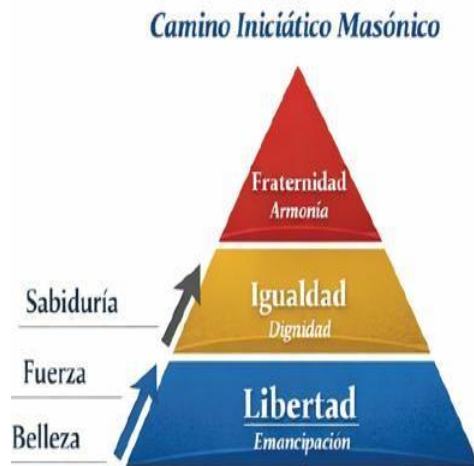 Camino Iniciático Masónico
Fraternidad
Armonía
Igualdad
Dignidad
Libertad
Emancipación
Sabiduría
Fuerza
Belleza